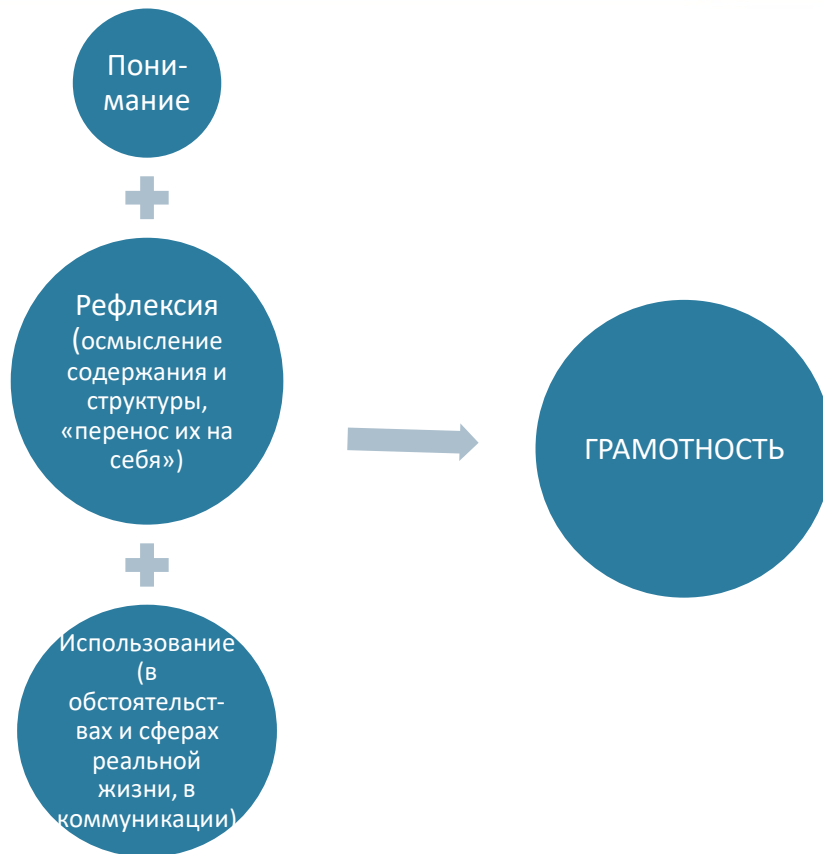 Пони-
мание
Рефлексия
(осмысление
содержания и
структуры,
«перенос их на
себя»)
ГРАМОТНОСТЬ
Использование
(в
обстоятельст-
вах и сферах
реальной
жизни, в
коммуникации)